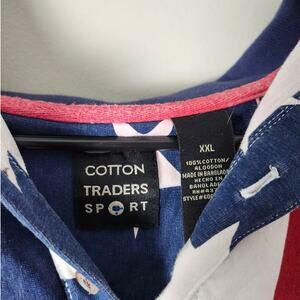 COTTON
TRADERS
SPORT
XXL
100%COTTON/
ALGODON
MADE IN BANGLADESH
HECHO EN
BANGLADESH